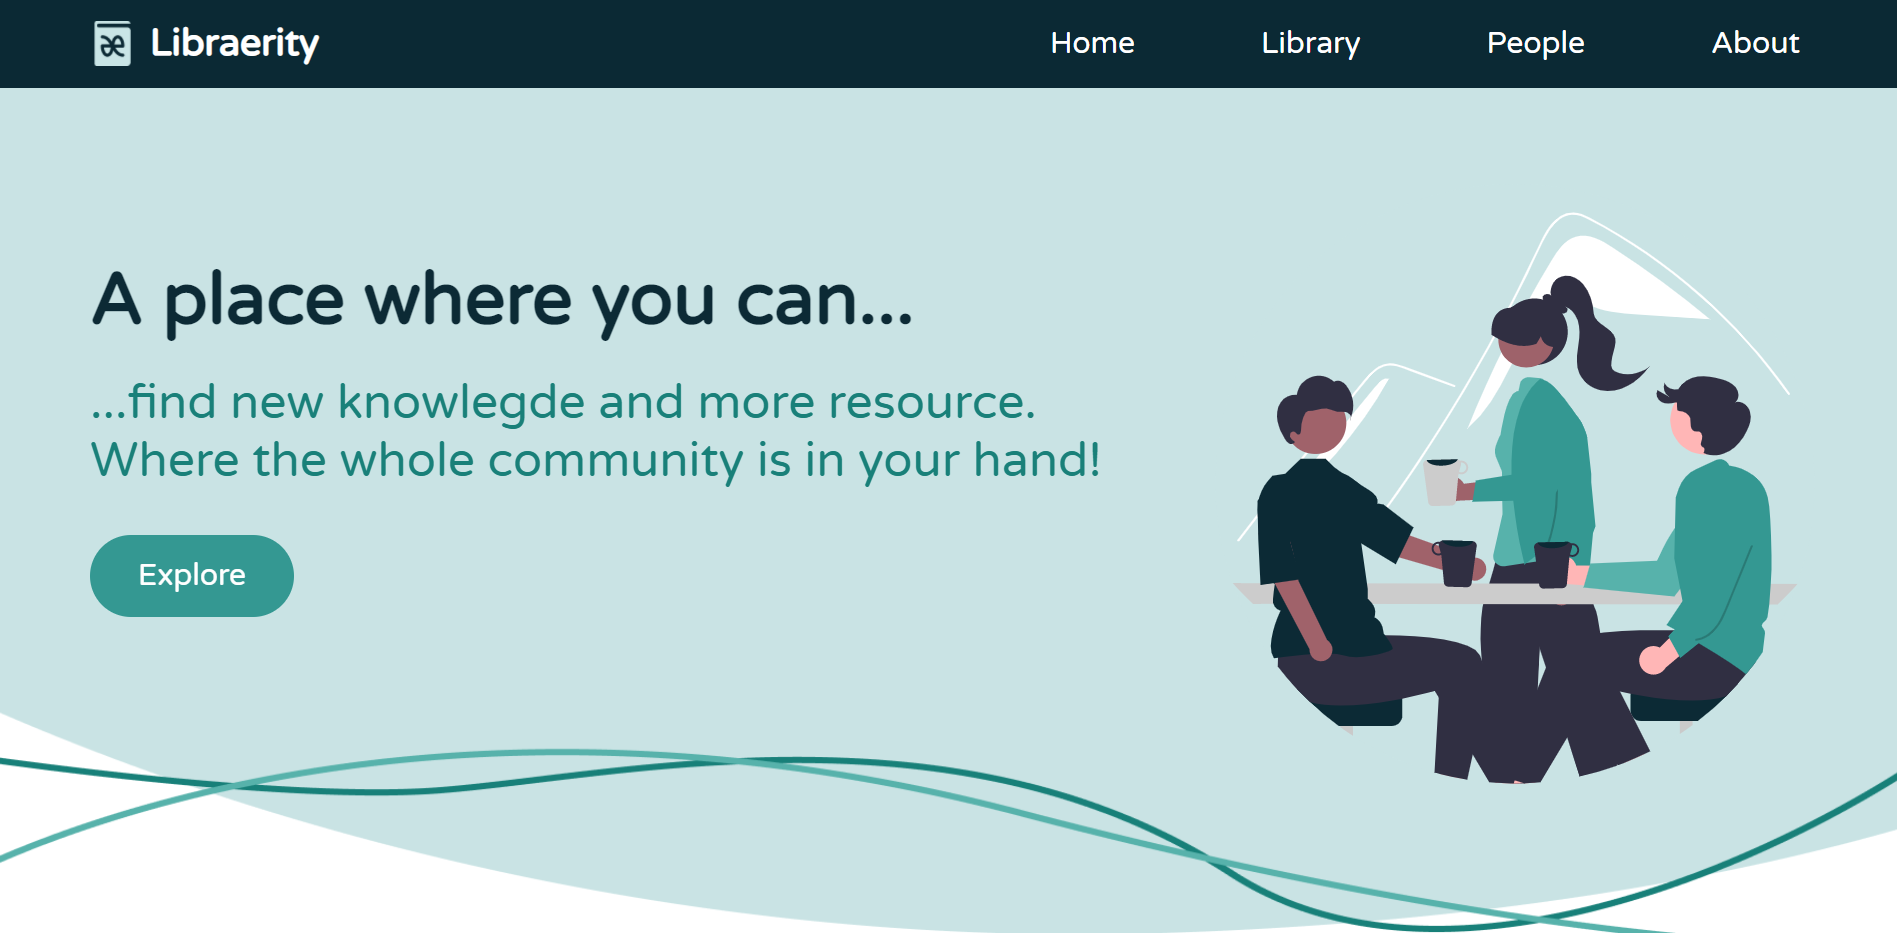 æ Libraerity
Home Library People About
A place where you can...
...find new knowlegde and more resource.
Where the whole community is in your hand!
Explore